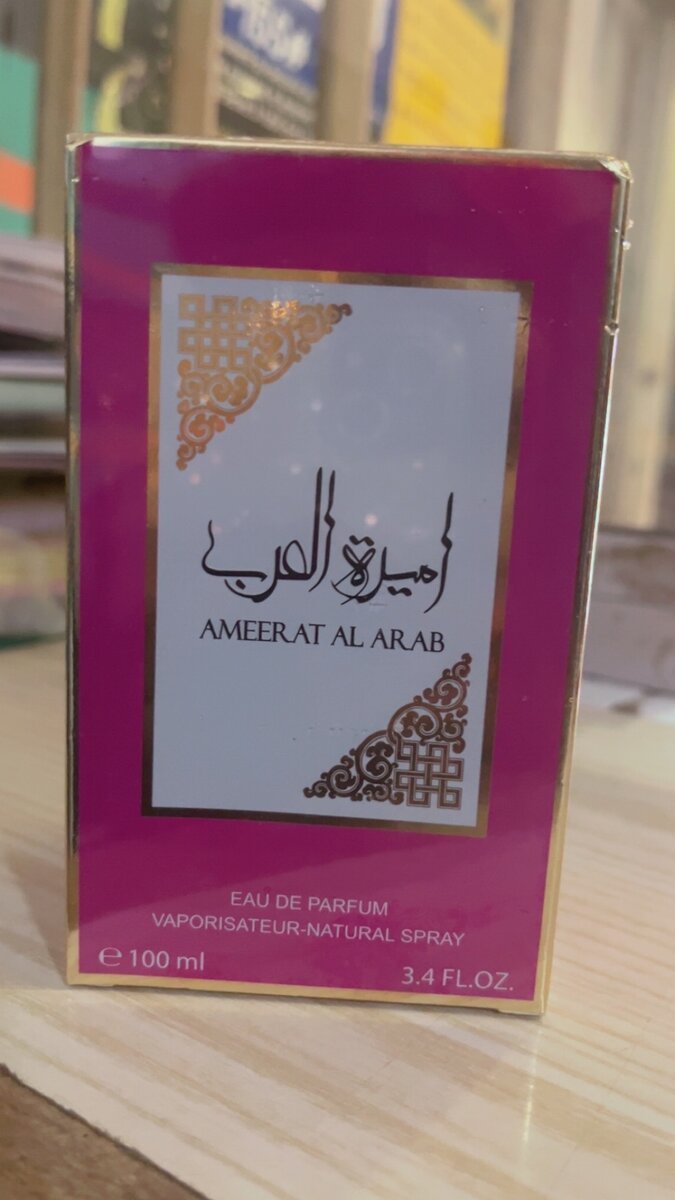 اميرة العرب
AMEERAT AL ARAB
EAU DE PARFUM
VAPORISATEUR-NATURAL SPRAY
℮ 100 ml
3.4 FL.OZ.